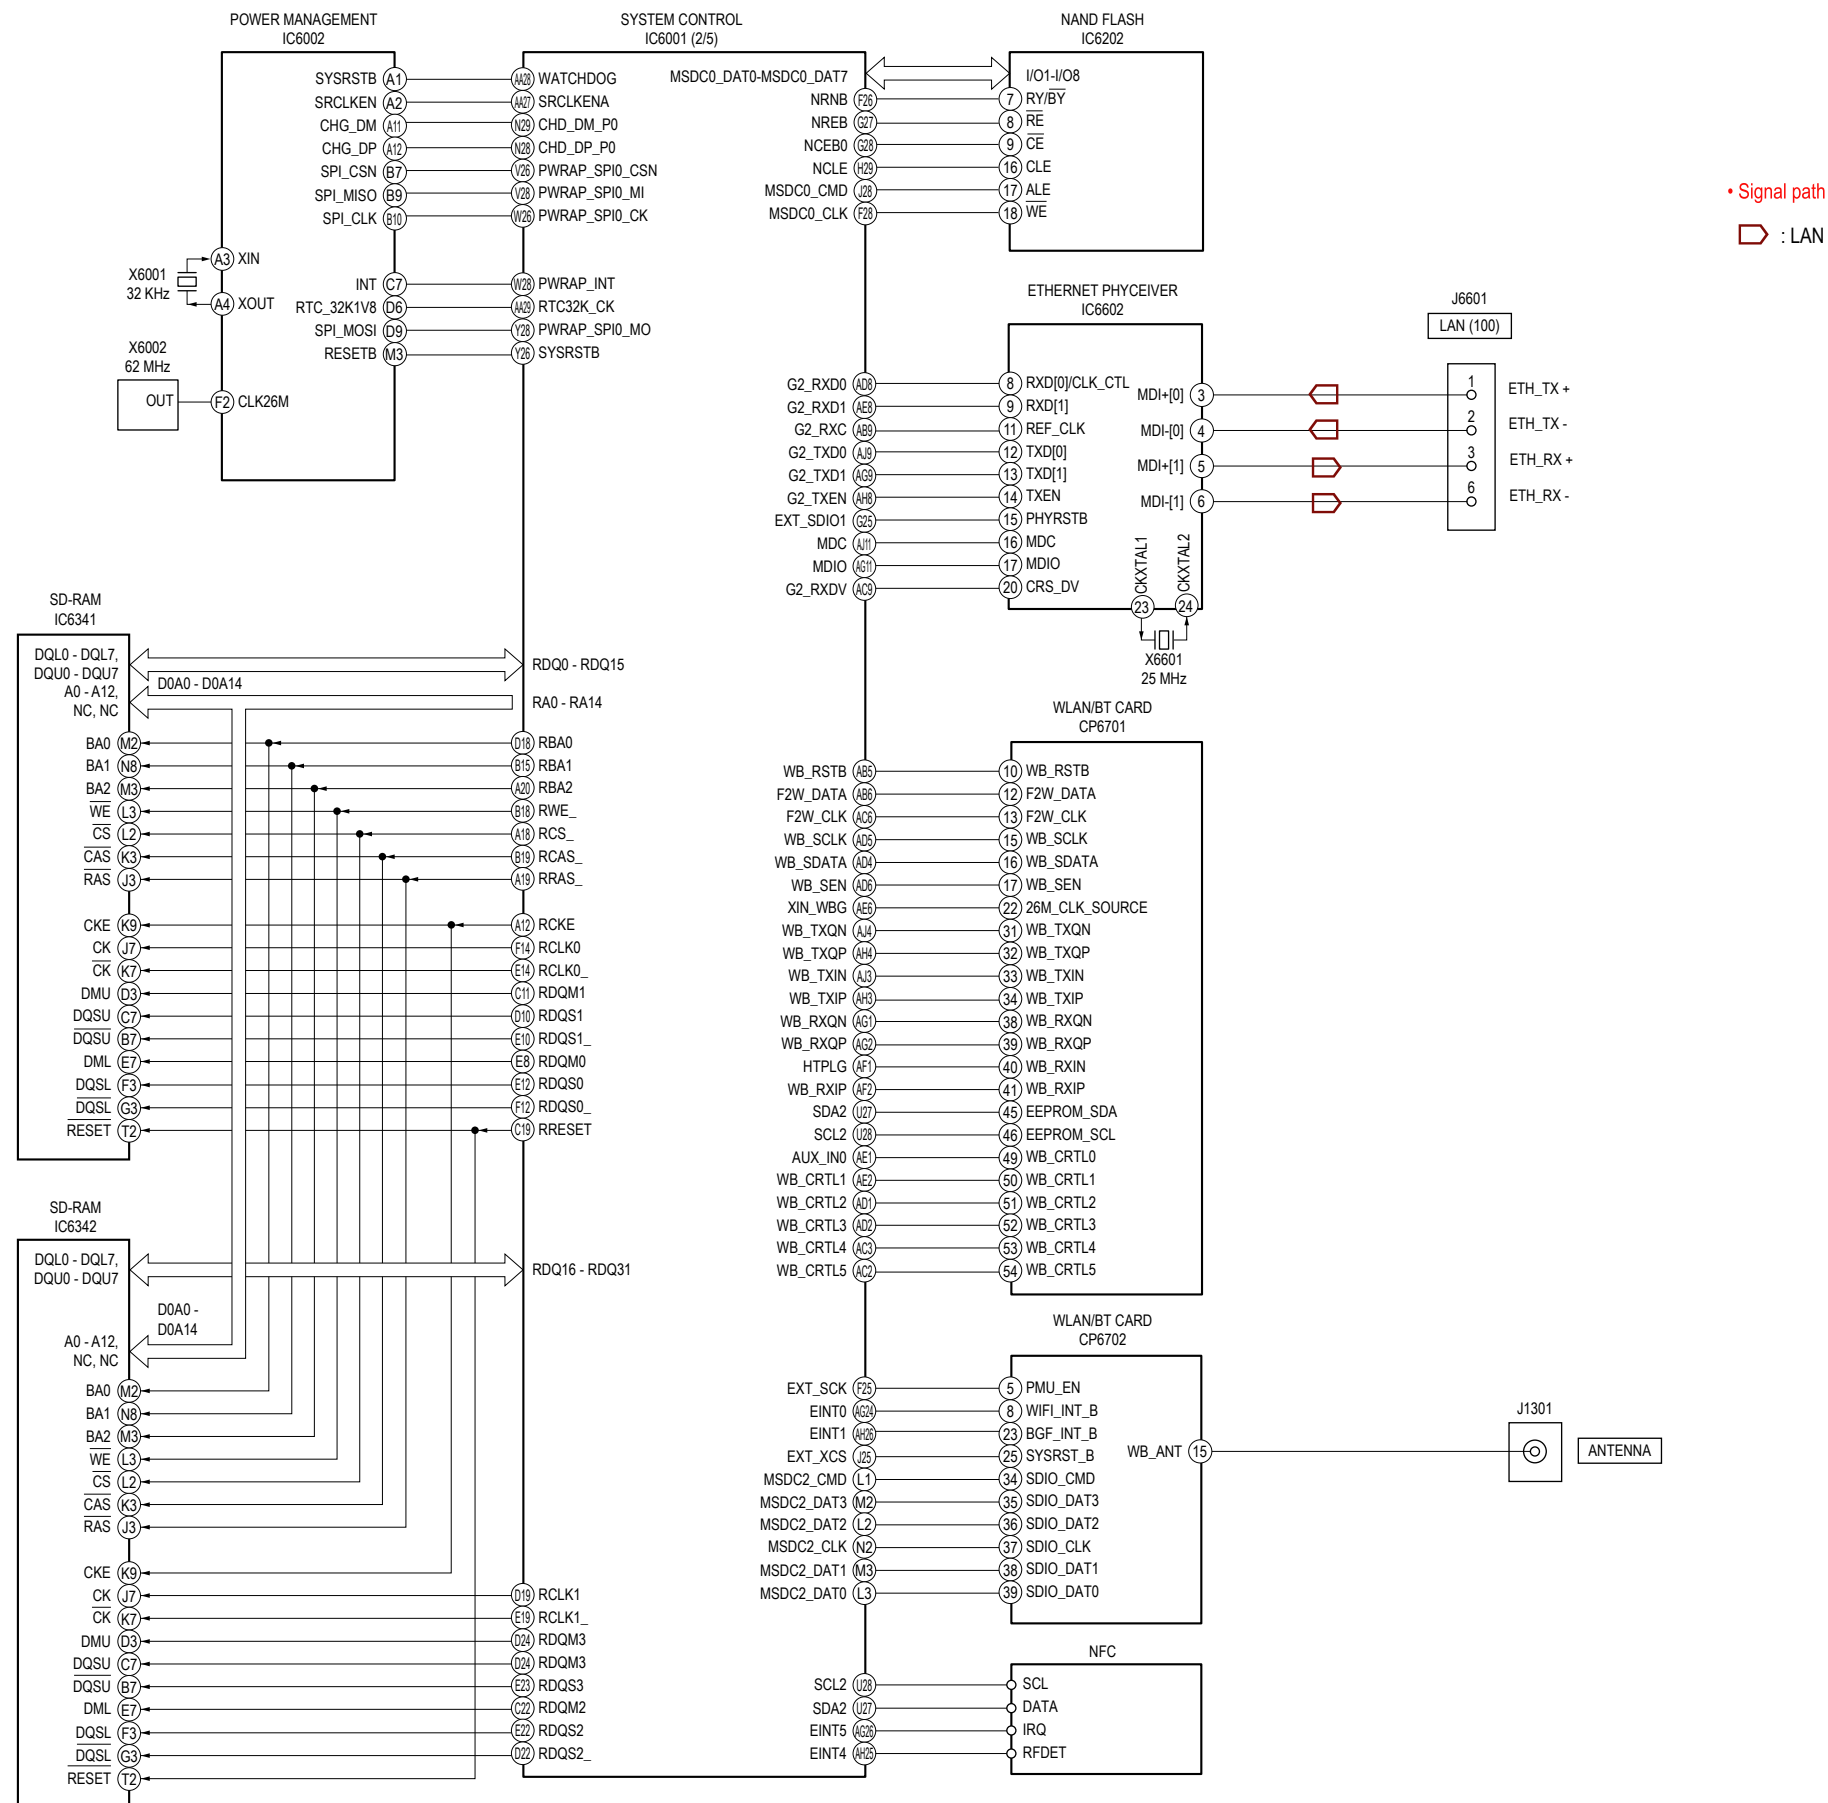 POWER MANAGEMENT
IC6002
SYSRSTB A1
SRCLKEN A2
CHG_DM A11
CHG_DP A12
SPI_CSN B7
SPI_MISO B9
SPI_CLK B10
A3 XIN
X6001
32 KHz
A4 XOUT
INT C7
RTC_32K1V8 D6
SPI_MOSI D9
RESETB M3
X6002
62 MHz
OUT
F2 CLK26M
SYSTEM CONTROL
IC6001 (2/5)
AA28 WATCHDOG
AA27 SRCLKENA
N29 CHD_DM_P0
N28 CHD_DP_P0
V26 PWRAP_SPI0_CSN
V28 PWRAP_SPI0_MI
W26 PWRAP_SPI0_CK
W28 PWRAP_INT
AA29 RTC32K_CK
Y28 PWRAP_SPI0_MO
Y26 SYSRSTB
MSDC0_DAT0-MSDC0_DAT7
NRNB F26
NREB G27
NCEB0 G28
NCLE H29
MSDC0_CMD J28
MSDC0_CLK F28
NAND FLASH
IC6202
I/O1-I/O8
7 RY/BY
8 RE
9 CE
16 CLE
17 ALE
18 WE
• Signal path
: LAN
G2_RXD0 AD8
G2_RXD1 AE8
G2_RXC AB9
G2_TXD0 AJ9
G2_TXD1 AG9
G2_TXEN AH8
EXT_SDIO1 G25
MDC AJ11
MDIO AG11
G2_RXDV AC9
ETHERNET PHYCEIVER
IC6602
8 RXD[0]/CLK_CTL
9 RXD[1]
11 REF_CLK
12 TXD[0]
13 TXD[1]
14 TXEN
15 PHYRSTB
16 MDC
17 MDIO
20 CRS_DV
MDI+[0] 3
MDI-[0] 4
MDI+[1] 5
MDI-[1] 6
CKXTAL1
CKXTAL2
23
24
X6601
25 MHz
J6601
LAN (100)
1 ETH_TX +
2 ETH_TX -
3 ETH_RX +
6 ETH_RX -
SD-RAM
IC6341
DQL0 - DQL7,
DQU0 - DQU7
A0 - A12,
NC, NC
D0A0 - D0A14
RDQ0 - RDQ15
RA0 - RA14
BA0 M2
BA1 N8
BA2 M3
WE L3
CS L2
CAS K3
RAS J3
CKE K9
CK J7
CK K7
DMU D3
DQSU C7
DQSU B7
DML E7
DQSL F3
DQSL G3
RESET T2
D18 RBA0
B15 RBA1
A20 RBA2
B18 RWE_
A18 RCS_
B19 RCAS_
A19 RRAS_
A12 RCKE
F14 RCLK0
E14 RCLK0_
C11 RDQM1
D10 RDQS1
E10 RDQS1_
E8 RDQM0
E12 RDQS0
F12 RDQS0_
C19 RRESET
WB_RSTB AB5
F2W_DATA AB6
F2W_CLK AC6
WB_SCLK AD5
WB_SDATA AD4
WB_SEN AD6
XIN_WBG AE6
WB_TXQN AJ4
WB_TXQP AH4
WB_TXIN AJ3
WB_TXIP AH3
WB_RXQN AG1
WB_RXQP AG2
HTPLG AF1
WB_RXIP AF2
SDA2 U27
SCL2 U28
AUX_IN0 AE1
WB_CRTL1 AE2
WB_CRTL2 AD1
WB_CRTL3 AD2
WB_CRTL4 AC3
WB_CRTL5 AC2
WLAN/BT CARD
CP6701
10 WB_RSTB
12 F2W_DATA
13 F2W_CLK
15 WB_SCLK
16 WB_SDATA
17 WB_SEN
22 26M_CLK_SOURCE
31 WB_TXQN
32 WB_TXQP
33 WB_TXIN
34 WB_TXIP
38 WB_RXQN
39 WB_RXQP
40 WB_RXIN
41 WB_RXIP
45 EEPROM_SDA
46 EEPROM_SCL
49 WB_CRTL0
50 WB_CRTL1
51 WB_CRTL2
52 WB_CRTL3
53 WB_CRTL4
54 WB_CRTL5
SD-RAM
IC6342
DQL0 - DQL7,
DQU0 - DQU7
D0A0 -
D0A14
A0 - A12,
NC, NC
RDQ16 - RDQ31
BA0 M2
BA1 N8
BA2 M3
WE L3
CS L2
CAS K3
RAS J3
CKE K9
CK J7
CK K7
DMU D3
DQSU C7
DQSU B7
DML E7
DQSL F3
DQSL G3
RESET T2
D19 RCLK1
E19 RCLK1_
D24 RDQM3
D24 RDQM3
E23 RDQS3
C22 RDQM2
E22 RDQS2
D22 RDQS2_
EXT_SCK F25
EINT0 AG24
EINT1 AH26
EXT_XCS J25
MSDC2_CMD L1
MSDC2_DAT3 M2
MSDC2_DAT2 L2
MSDC2_CLK N2
MSDC2_DAT1 M3
MSDC2_DAT0 L3
WLAN/BT CARD
CP6702
5 PMU_EN
8 WIFI_INT_B
23 BGF_INT_B
25 SYSRST_B
34 SDIO_CMD
35 SDIO_DAT3
36 SDIO_DAT2
37 SDIO_CLK
38 SDIO_DAT1
39 SDIO_DAT0
WB_ANT 15
J1301
ANTENNA
SCL2 U28
SDA2 U27
EINT5 AG26
EINT4 AH25
NFC
SCL
DATA
IRQ
RFDET